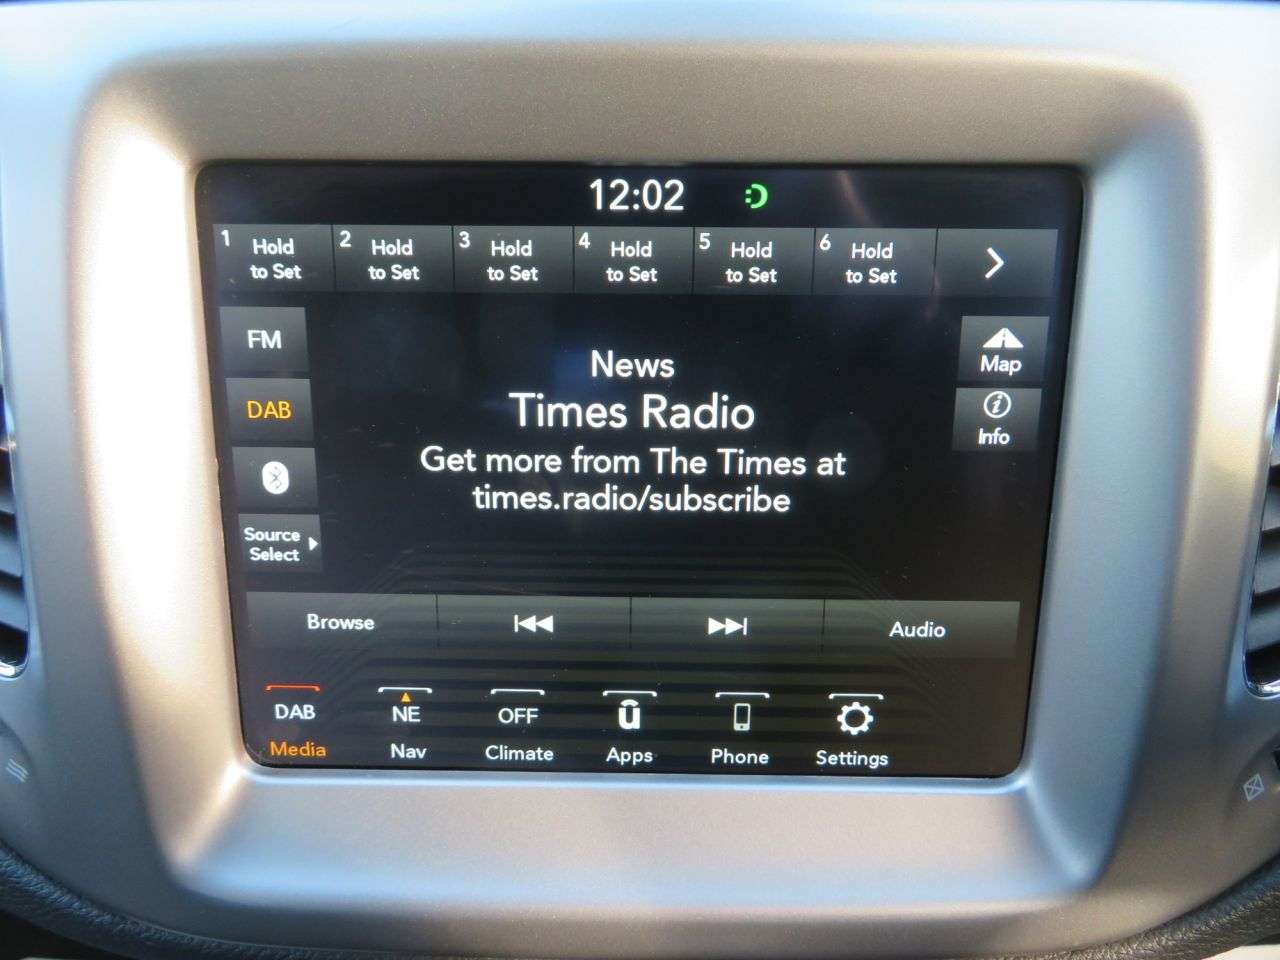 12:02
1 Hold to Set
2 Hold to Set
3 Hold to Set
4 Hold to Set
5 Hold to Set
6 Hold to Set
FM
DAB
Source
Select
News
Times Radio
Get more from The Times at
times.radio/subscribe
Map
i
Info
Browse
Audio
DAB
Media
NE
Nav
OFF
Climate
ū
Apps
Phone
Settings